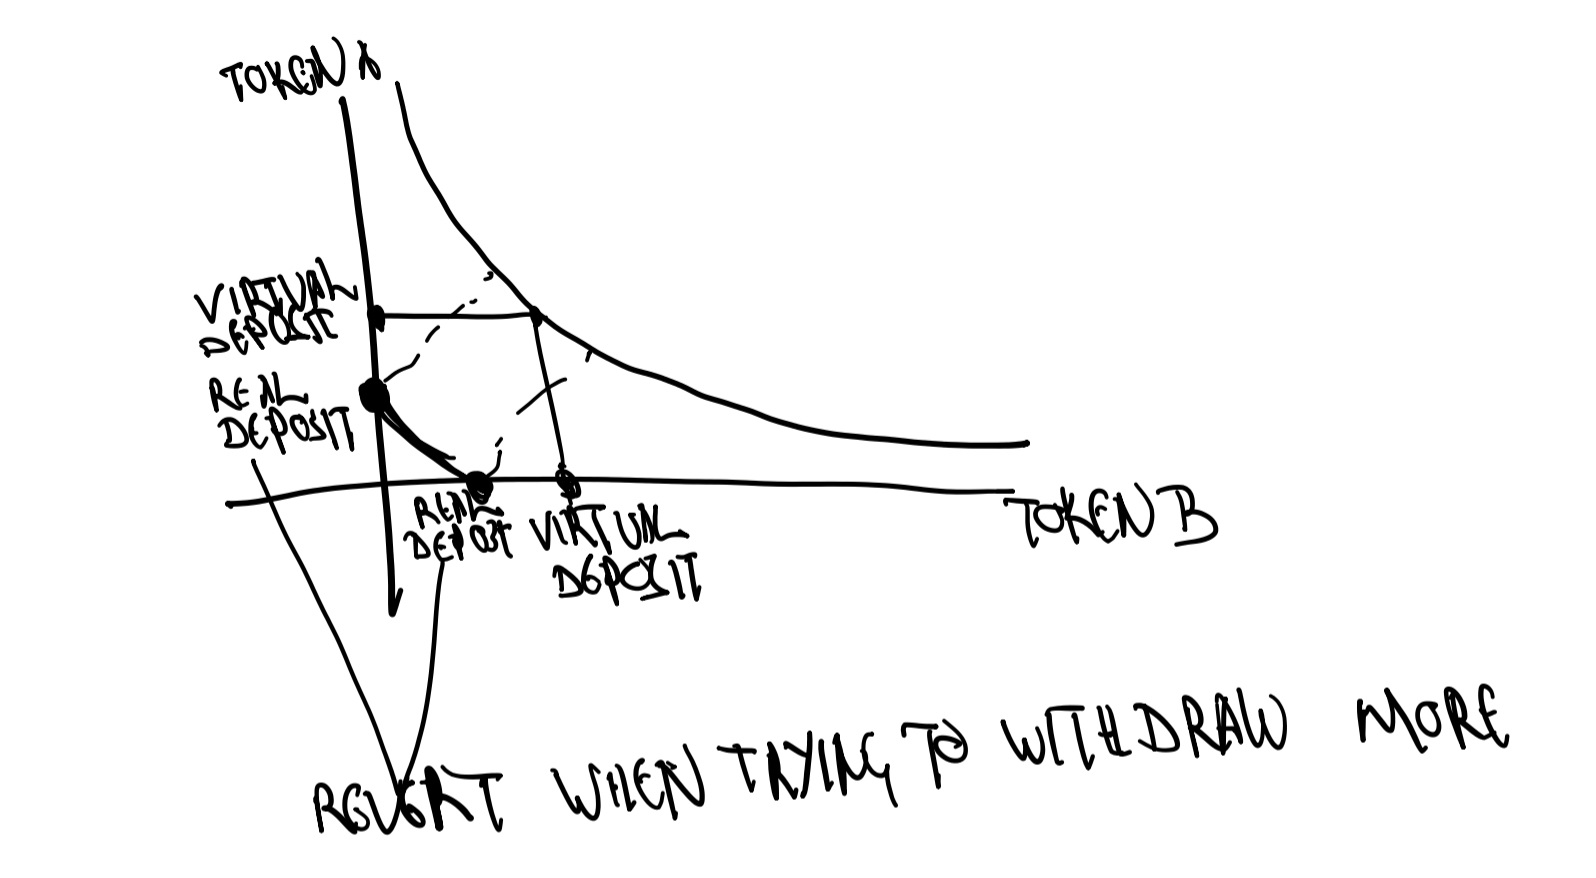 TOKEN A
VIRTUAL
DEPOSIT
REAL
DEPOSIT
REAL
DEPOSIT
VIRTUAL
DEPOSIT
TOKEN B
REVERT WHEN TRYING TO WITHDRAW MORE